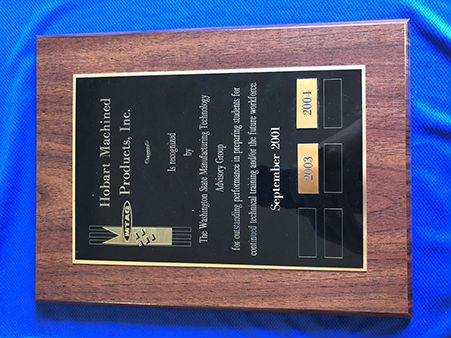 Hobart Machined
Products, Inc.
MTAG
Is recognized
by
The Washington State Manufacturing Technology
Advisory Group
for outstanding performance in preparing students for
continued technical training and/or the future workforce.
September 2001
2003
2004